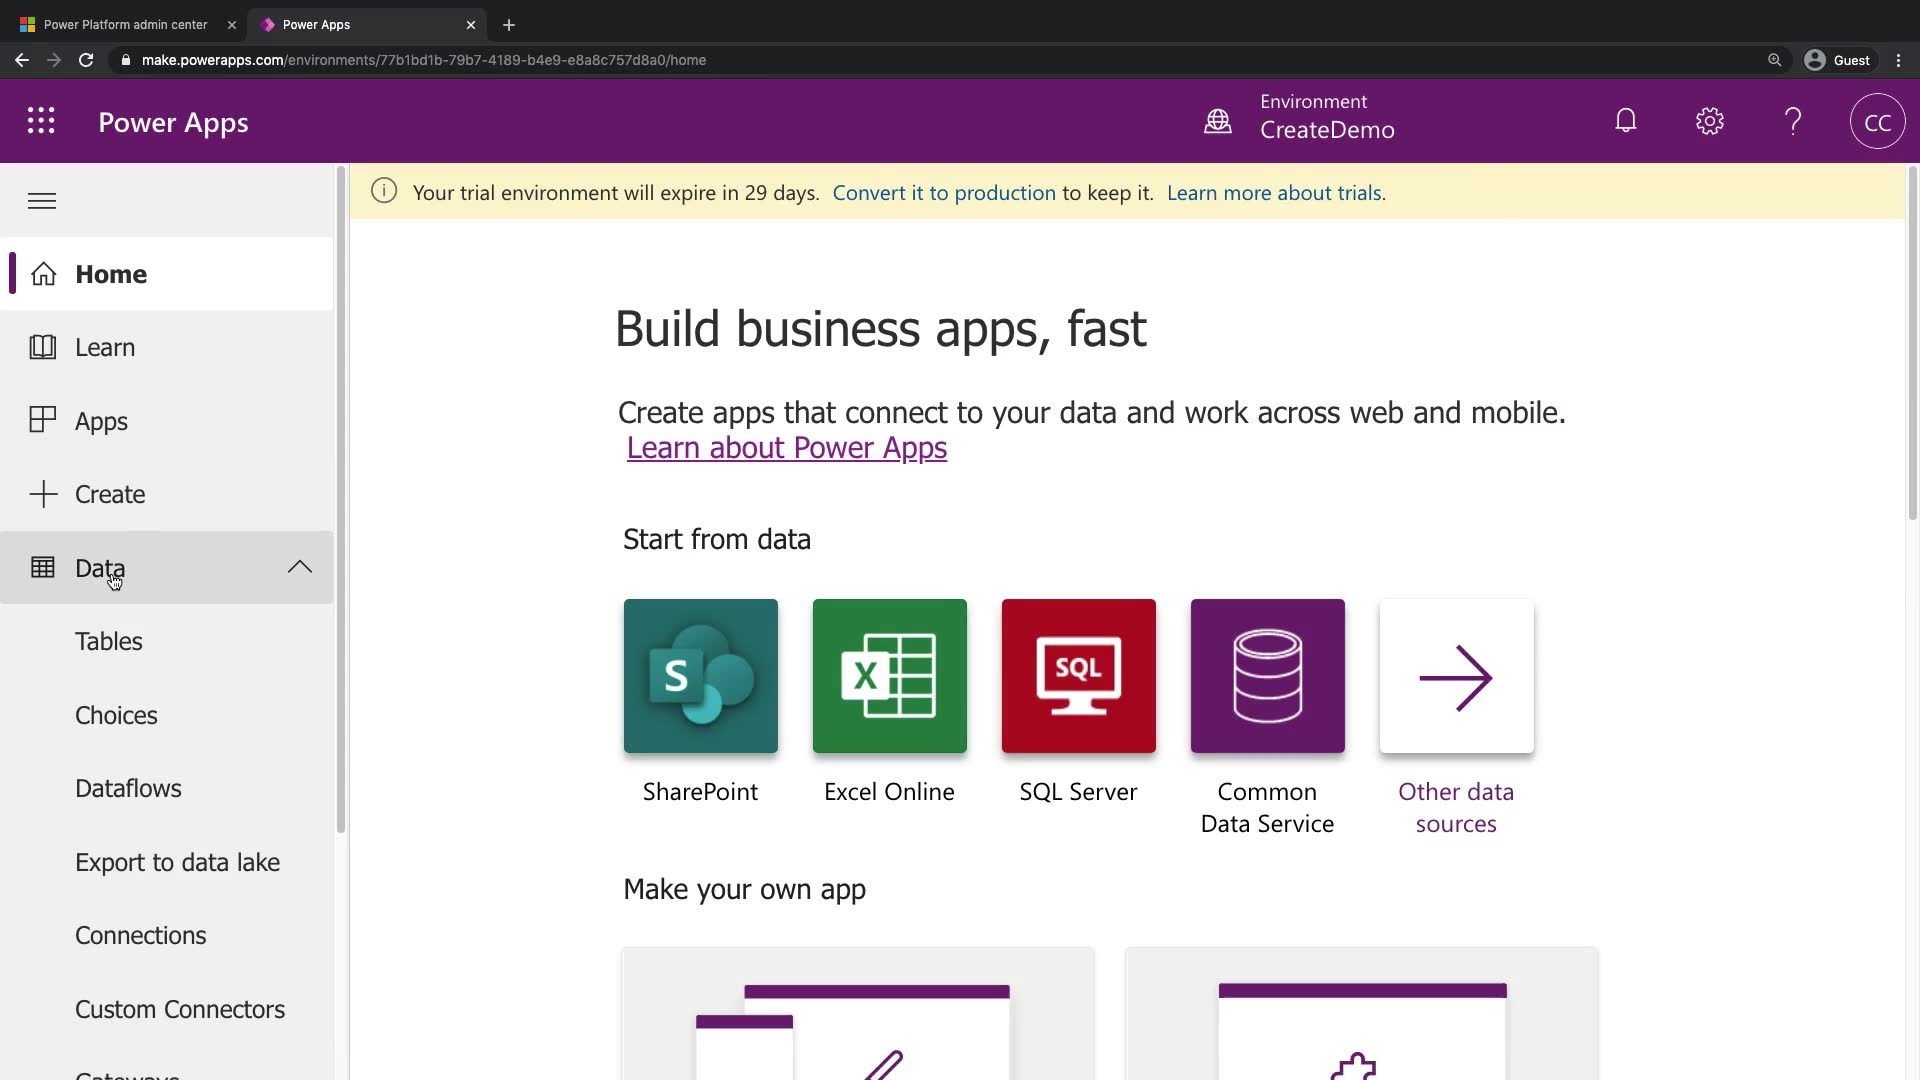 Power Platform admin center
Power Apps
make.powerapps.com/environments/77b1bd1b-79b7-4189-b4e9-e8a8c757d8a0/home
Guest
Power Apps
Environment
CreateDemo
CC
Your trial environment will expire in 29 days. Convert it to production to keep it. Learn more about trials.
Home
Learn
Apps
Create
Data
Tables
Choices
Dataflows
Export to data lake
Connections
Custom Connectors
Gateways
Build business apps, fast
Create apps that connect to your data and work across web and mobile.
Learn about Power Apps
Start from data
S
X
SQL
SharePoint
Excel Online
SQL Server
Common
Data Service
Other data
sources
Make your own app